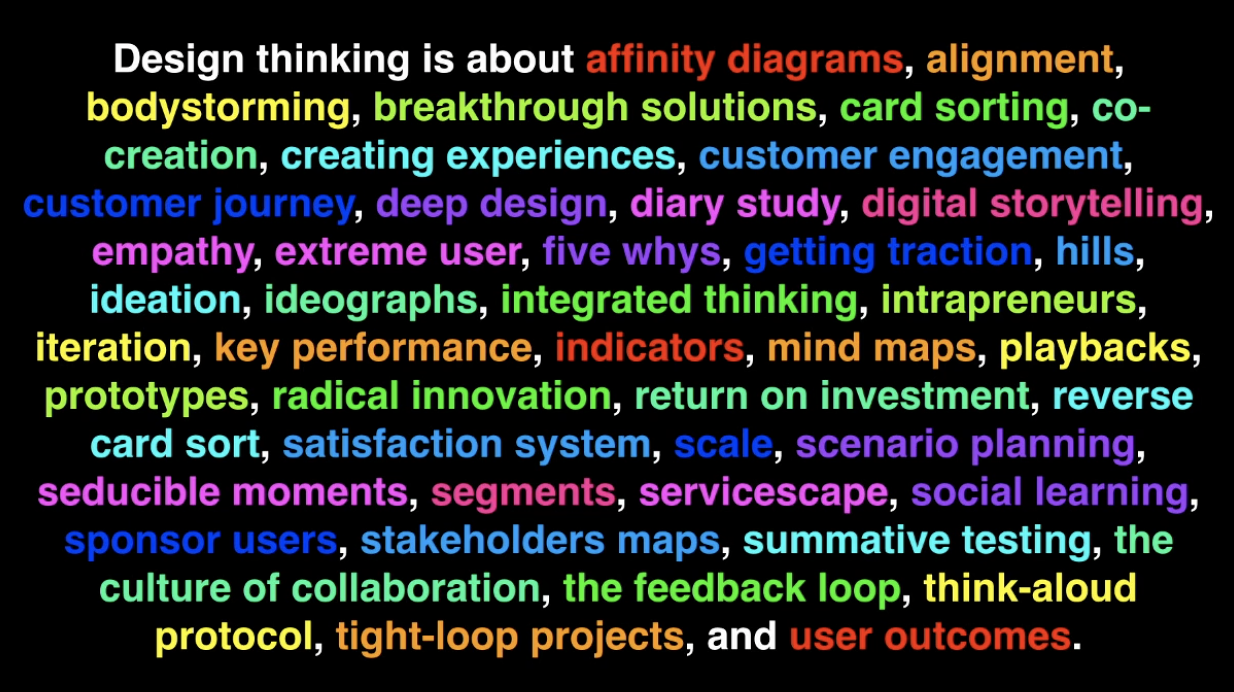 Design thinking is about affinity diagrams, alignment,
bodystorming, breakthrough solutions, card sorting, co-
creation, creating experiences, customer engagement,
customer journey, deep design, diary study, digital storytelling,
empathy, extreme user, five whys, getting traction, hills,
ideation, ideographs, integrated thinking, intrapreneurs,
iteration, key performance, indicators, mind maps, playbacks,
prototypes, radical innovation, return on investment, reverse
card sort, satisfaction system, scale, scenario planning,
seducible moments, segments, servicescape, social learning,
sponsor users, stakeholders maps, summative testing, the
culture of collaboration, the feedback loop, think-aloud
protocol, tight-loop projects, and user outcomes.